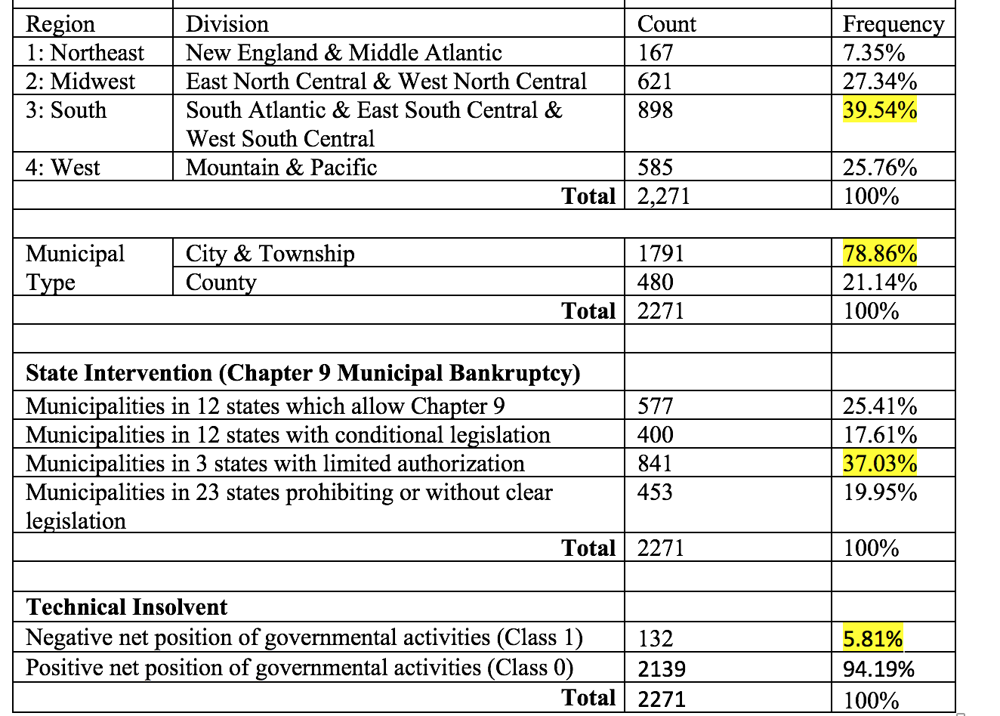 Region Division Count Frequency
1: Northeast New England & Middle Atlantic 167 7.35%
2: Midwest East North Central & West North Central 621 27.34%
3: South South Atlantic & East South Central & 898 39.54%
West South Central
4: West Mountain & Pacific 585 25.76%
Total 2,271 100%
Municipal City & Township 1791 78.86%
Type County 480 21.14%
Total 2271 100%
State Intervention (Chapter 9 Municipal Bankruptcy)
Municipalities in 12 states which allow Chapter 9 577 25.41%
Municipalities in 12 states with conditional legislation 400 17.61%
Municipalities in 3 states with limited authorization 841 37.03%
Municipalities in 23 states prohibiting or without clear 453 19.95%
legislation
Total 2271 100%
Technical Insolvent
Negative net position of governmental activities (Class 1) 132 5.81%
Positive net position of governmental activities (Class 0) 2139 94.19%
Total 2271 100%